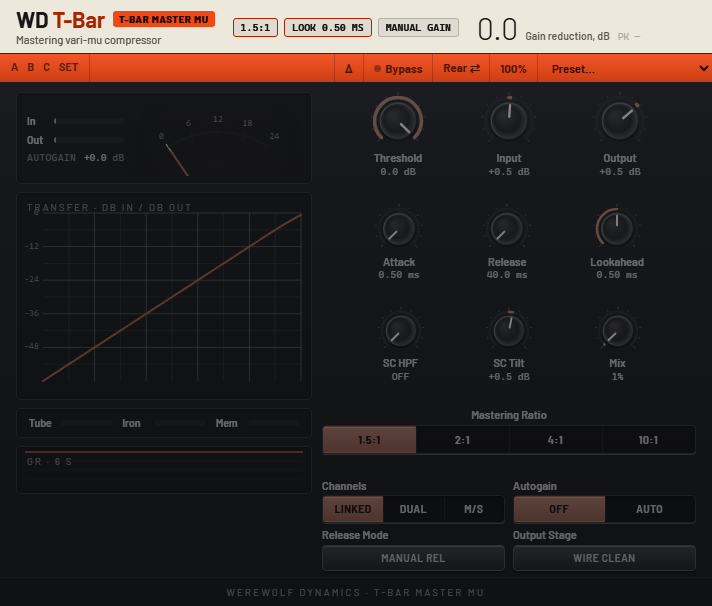 WD T-Bar T-BAR MASTER MU
Mastering vari-mu compressor
1.5:1 LOOK 0.50 MS MANUAL GAIN
0.0 Gain reduction, dB PK –
A B C SET
Δ Bypass Rear ⇄ 100% Preset...
In
Out
AUTOGAIN +0.0 dB
0 6 12 18 24
TRANSFER · DB IN / DB OUT
0
-12
-24
-36
-48
Tube Iron Mem
GR · 6 S
Threshold Input Output
0.0 dB +0.5 dB +0.5 dB
Attack Release Lookahead
0.50 ms 40.0 ms 0.50 ms
SC HPF SC Tilt Mix
OFF +0.5 dB 1%
Mastering Ratio
1.5:1 2:1 4:1 10:1
Channels Autogain
LINKED DUAL M/S OFF AUTO
Release Mode Output Stage
MANUAL REL WIRE CLEAN
WEREWOLF DYNAMICS · T-BAR MASTER MU